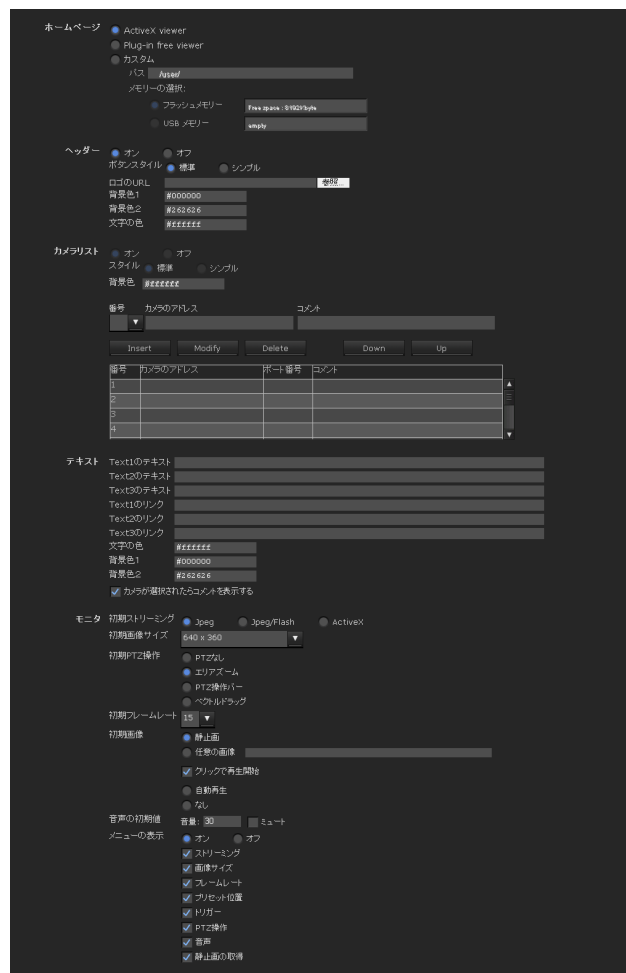 ホームページ ActiveX viewer
Plug-in free viewer
カスタム
パス /user/
メモリーの選択:
フラッシュメモリー Free space : 81920byte
USB メモリー empty
ヘッダー オン オフ
ボタンスタイル 標準 シンプル
ロゴのURL 参照...
背景色1 #000000
背景色2 #262626
文字の色 #ffffff
カメラリスト オン オフ
スタイル 標準 シンプル
背景色 #ffffff
番号 カメラのアドレス コメント
Insert Modify Delete Down Up
番号 カメラのアドレス ポート番号 コメント
1
2
3
4
テキスト Text1のテキスト
Text2のテキスト
Text3のテキスト
Text1のリンク
Text2のリンク
Text3のリンク
文字の色 #ffffff
背景色1 #000000
背景色2 #262626
カメラが選択されたらコメントを表示する
モニタ 初期ストリーミング Jpeg Jpeg/Flash ActiveX
初期画像サイズ 640 x 360
初期PTZ操作 PTZなし
エリアズーム
PTZ操作バー
ベクトルドラッグ
初期フレームレート 15
初期画像 静止画
任意の画像
クリックで再生開始
自動再生
なし
音声の初期値 音量: 30 ミュート
メニューの表示 オン オフ
ストリーミング
画像サイズ
フレームレート
プリセット位置
トリガー
PTZ操作
音声
静止画の取得